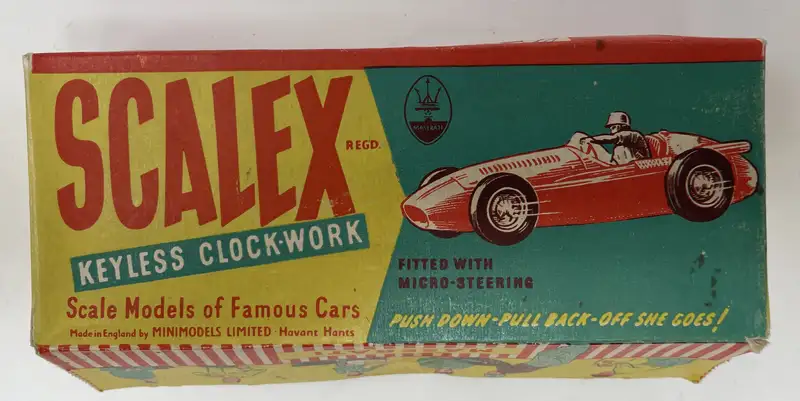 SCALEX
REGD.
KEYLESS CLOCK-WORK
Scale Models of Famous Cars
Made in England by MINIMODELS LIMITED · Havant Hants
MASERATI
FITTED WITH
MICRO-STEERING
PUSH DOWN-PULL BACK-OFF SHE GOES!